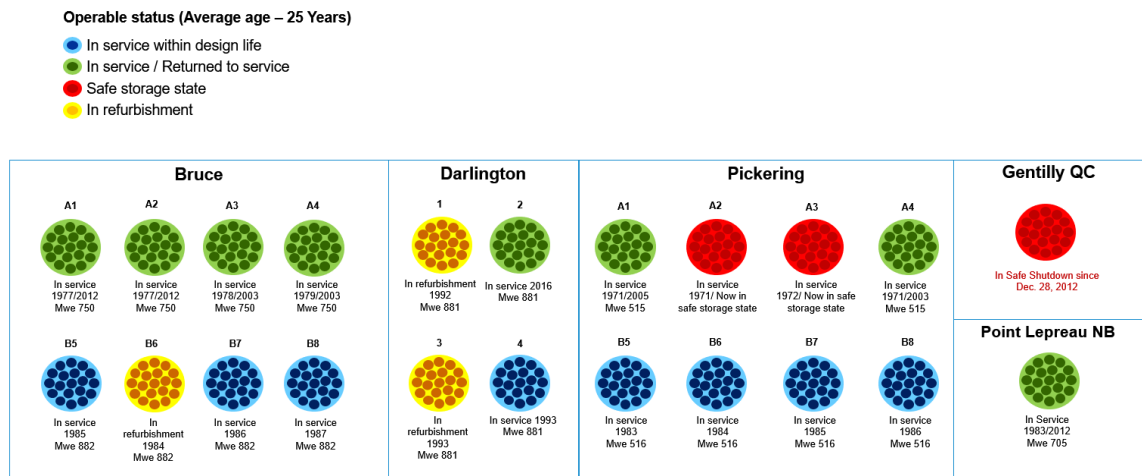 Operable status (Average age – 25 Years)
In service within design life
In service / Returned to service
Safe storage state
In refurbishment
Bruce
A1
A2
A3
A4
In service
1977/2012
Mwe 750
In service
1977/2012
Mwe 750
In service
1978/2003
Mwe 750
In service
1979/2003
Mwe 750
B5
B6
B7
B8
In service
1985
Mwe 882
In
refurbishment
1984
Mwe 882
In service
1986
Mwe 882
In service
1987
Mwe 882
Darlington
1
2
In refurbishment
1992
Mwe 881
In service 2016
Mwe 881
3
4
In
refurbishment
1993
Mwe 881
In service 1993
Mwe 881
Pickering
A1
A2
A3
A4
In service
1971/2005
Mwe 515
In service
1971/ Now in
safe storage state
In service
1972/ Now in safe
storage state
In service
1971/2003
Mwe 515
B5
B6
B7
B8
In service
1983
Mwe 516
In service
1984
Mwe 516
In service
1985
Mwe 516
In service
1986
Mwe 516
Gentilly QC
In Safe Shutdown since
Dec. 28, 2012
Point Lepreau NB
In Service
1983/2012
Mwe 705